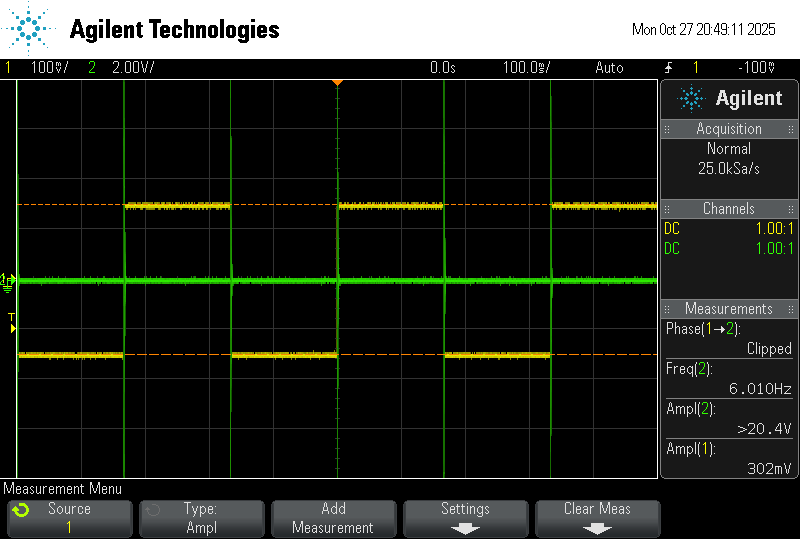 Agilent Technologies
Mon Oct 27 20:49:11 2025
1 100mV/ 2 2.00V/ 0.0s 100.0ms/ Auto 1 -100mV
Agilent
Acquisition
Normal
25.0kSa/s
Channels
DC 1.00:1
DC 1.00:1
Measurements
Phase(1→2):
Clipped
Freq(2):
6.010Hz
Ampl(2):
>20.4V
Ampl(1):
302mV
T
Measurement Menu
Source
1
Type:
Ampl
Add
Measurement
Settings
Clear Meas